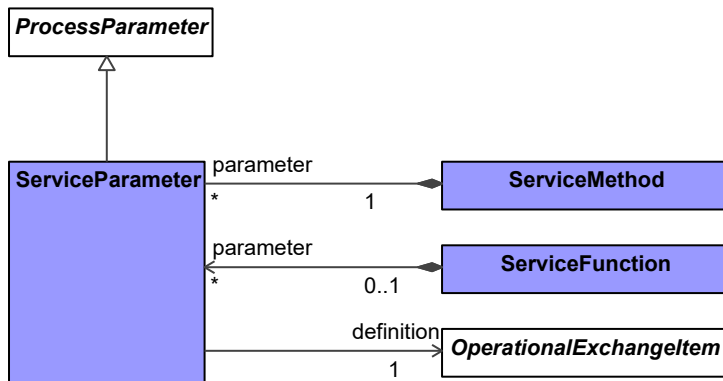 ProcessParameter
ServiceParameter
parameter
*
1
ServiceMethod
parameter
*
0..1
ServiceFunction
definition
1
OperationalExchangeItem